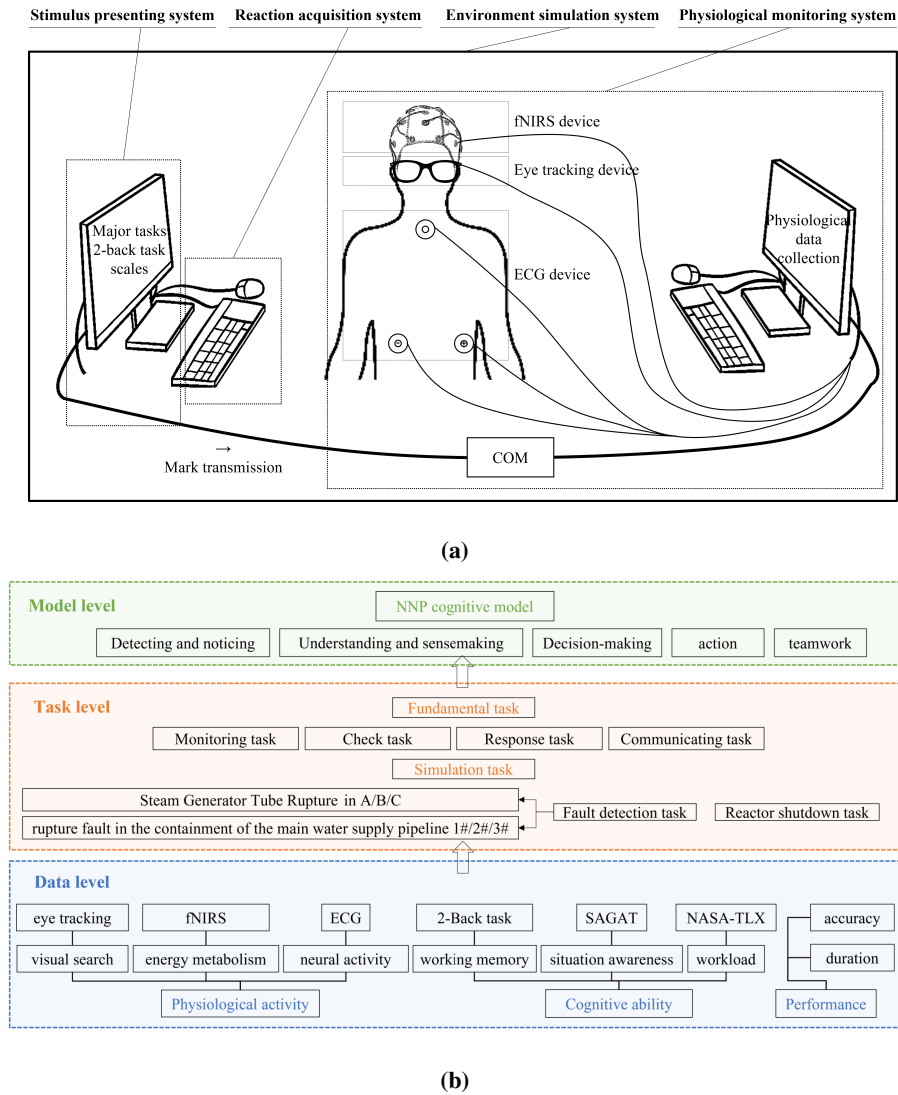 Stimulus presenting system Reaction acquisition system Environment simulation system Physiological monitoring system
fNIRS device
Eye tracking device
Major tasks
2-back task
scales
Physiological
data
collection
ECG device
→
Mark transmission
COM
(a)
Model level
NNP cognitive model
Detecting and noticing Understanding and sensemaking Decision-making action teamwork
Task level
Fundamental task
Monitoring task Check task Response task Communicating task
Simulation task
Steam Generator Tube Rupture in A/B/C
Fault detection task Reactor shutdown task
rupture fault in the containment of the main water supply pipeline 1#/2#/3#
Data level
eye tracking fNIRS ECG 2-Back task SAGAT NASA-TLX accuracy
visual search energy metabolism neural activity working memory situation awareness workload duration
Physiological activity Cognitive ability Performance
(b)